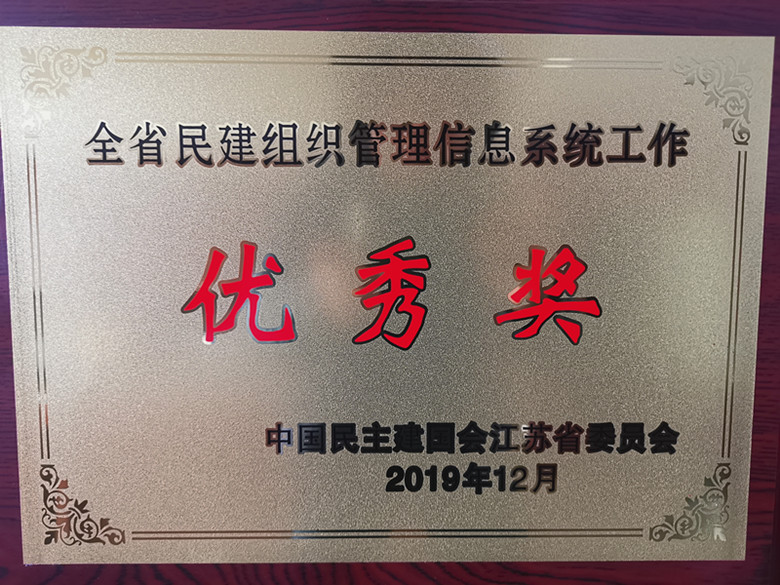 全省民建组织管理信息系统工作
优秀奖
中国民主建国会江苏省委员会
2019年12月